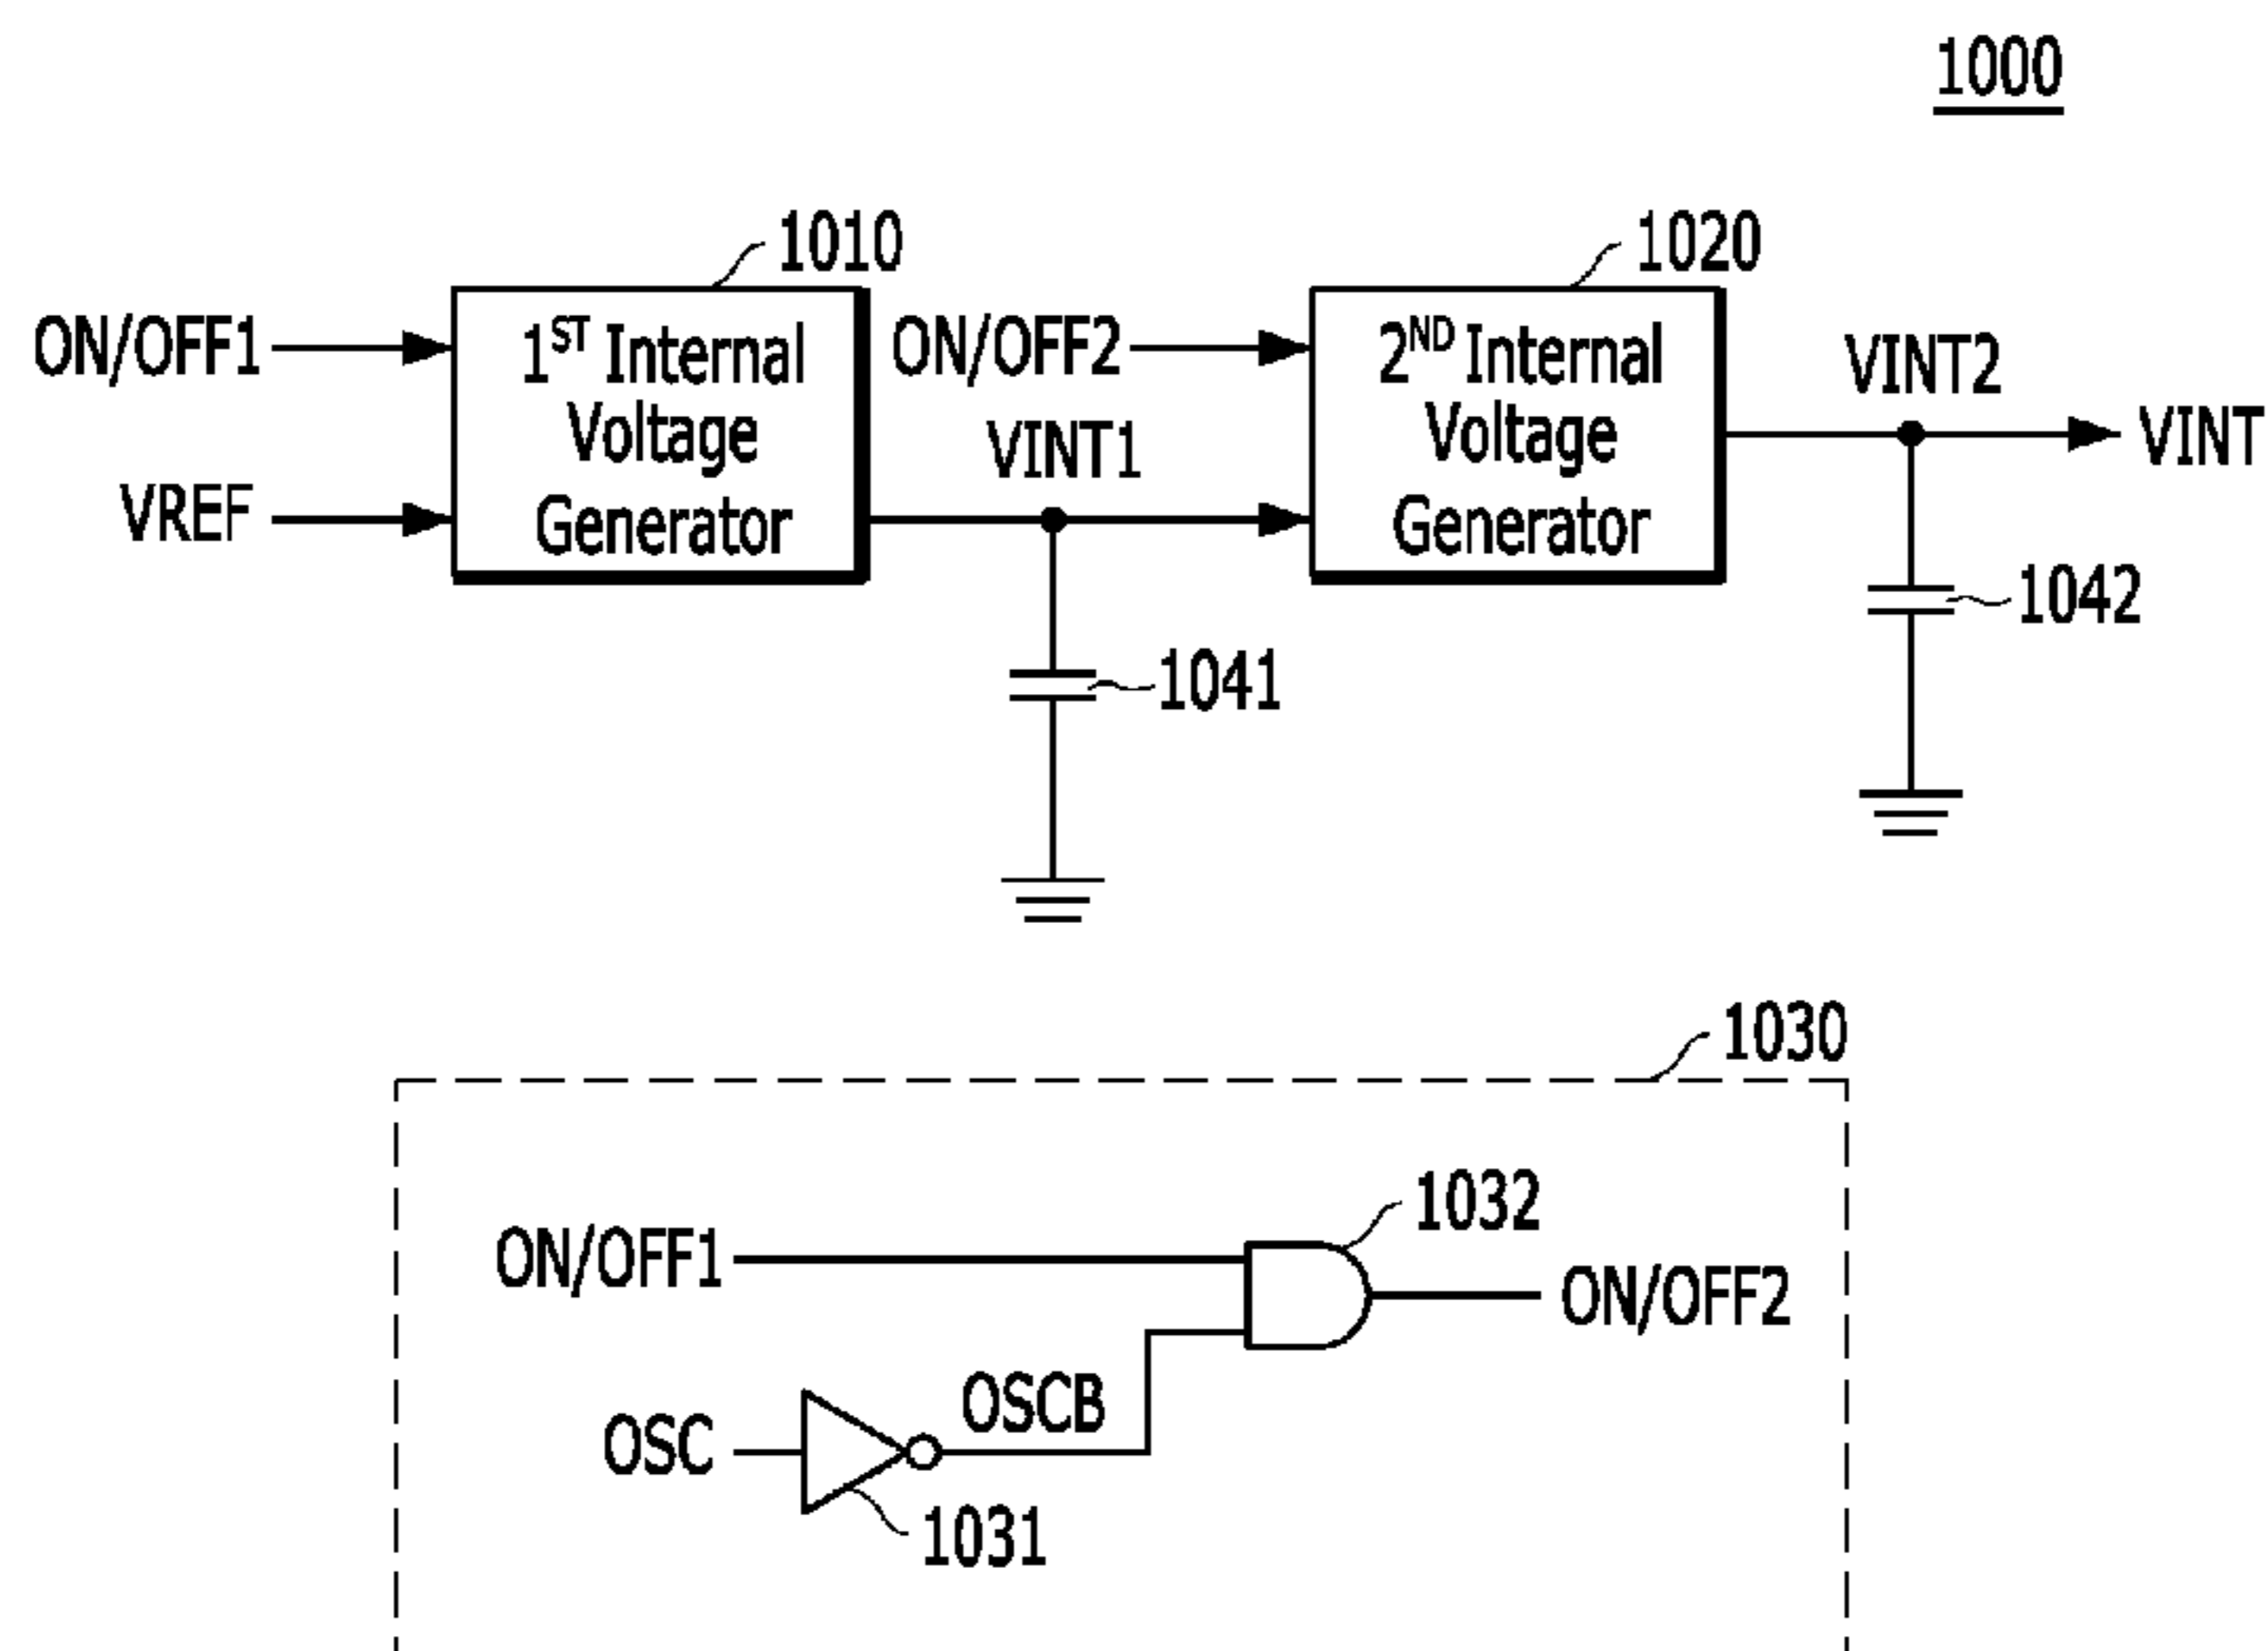 1000
1010
1020
ON/OFF1
1ST Internal
Voltage
Generator
VREF
ON/OFF2
VINT1
2ND Internal
Voltage
Generator
VINT2
VINT
1041
1042
1030
ON/OFF1
1032
ON/OFF2
OSC
OSCB
1031